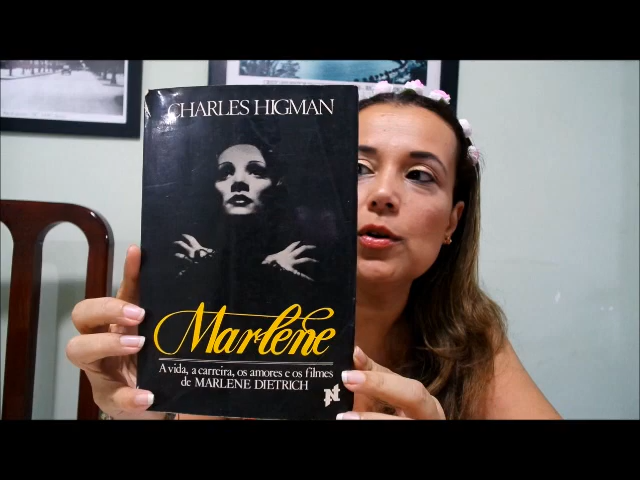 CHARLES HIGMAN
Marlene
A vida, a carreira, os amores e os filmes
de MARLENE DIETRICH